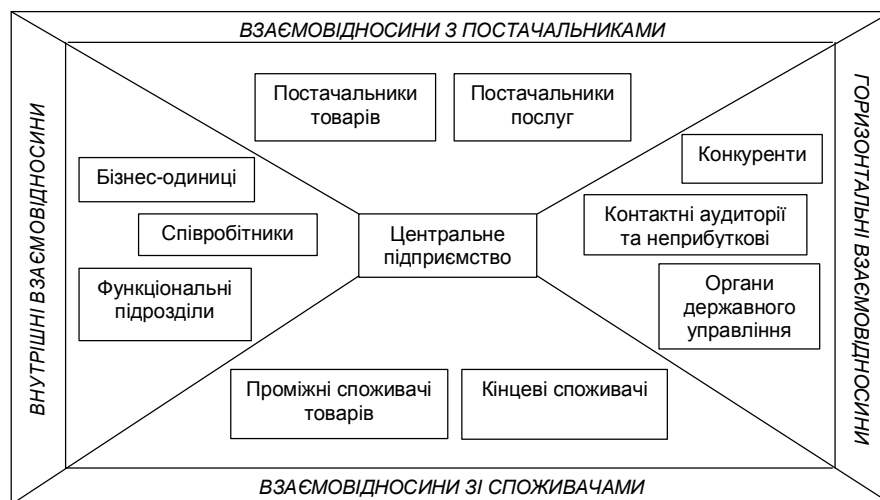 ВЗАЄМОВІДНОСИНИ З ПОСТАЧАЛЬНИКАМИ
Постачальники
товарів
Постачальники
послуг
ВНУТРІШНІ ВЗАЄМОВІДНОСИНИ
Бізнес-одиниці
Співробітники
Функціональні
підрозділи
Центральне
підприємство
Конкуренти
Контактні аудиторії
та неприбуткові
Органи
державного
управління
ГОРИЗОНТАЛЬНІ ВЗАЄМОВІДНОСИНИ
Проміжні споживачі
товарів
Кінцеві споживачі
ВЗАЄМОВІДНОСИНИ ЗІ СПОЖИВАЧАМИ